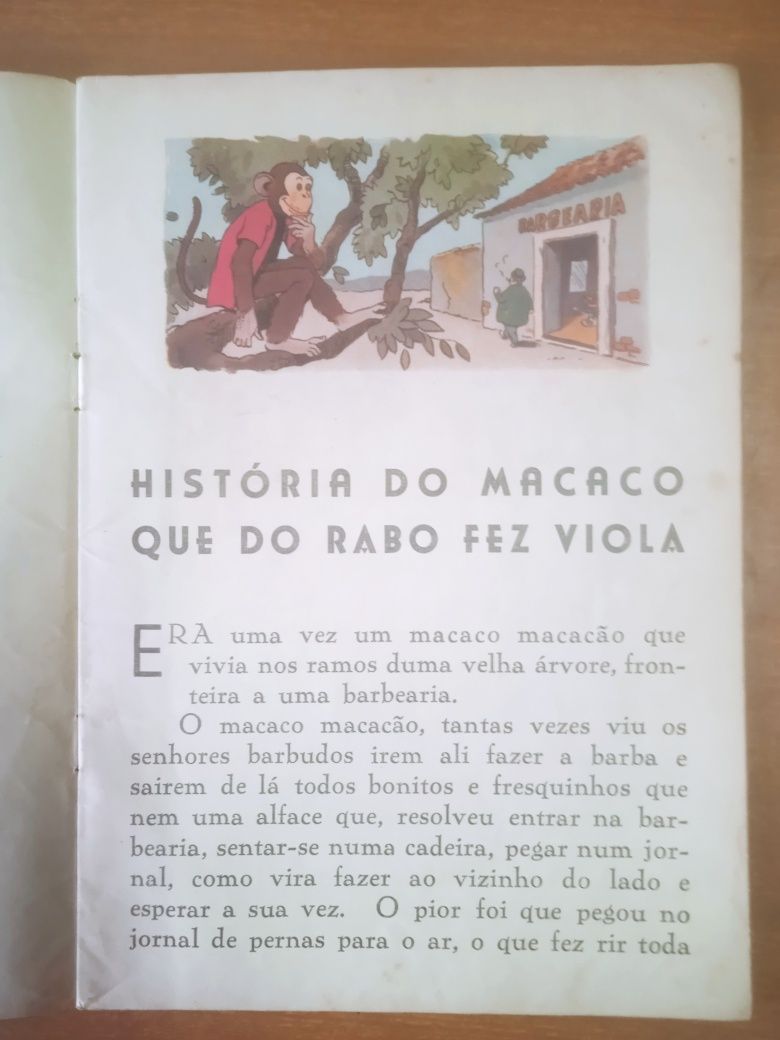 BARBEARIA
HISTÓRIA DO MACACO
QUE DO RABO FEZ VIOLA
ERA uma vez um macaco macacão que
vivia nos ramos duma velha árvore, fron-
teira a uma barbearia.
O macaco macacão, tantas vezes viu os
senhores barbudos irem ali fazer a barba e
sairem de lá todos bonitos e fresquinhos que
nem uma alface que, resolveu entrar na bar-
bearia, sentar-se numa cadeira, pegar num jor-
nal, como vira fazer ao vizinho do lado e
esperar a sua vez. O pior foi que pegou no
jornal de pernas para o ar, o que fez rir toda